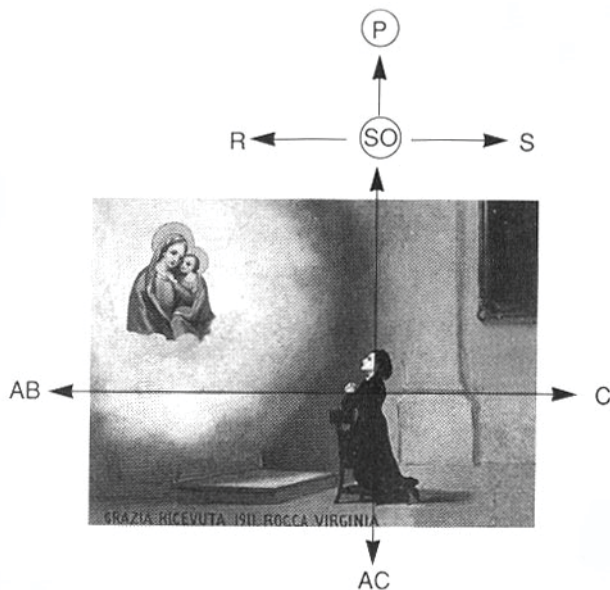 P
R SO S
AB C
GRAZIA RICEVUTA 1911 ROCCA VIRGINIA
AC